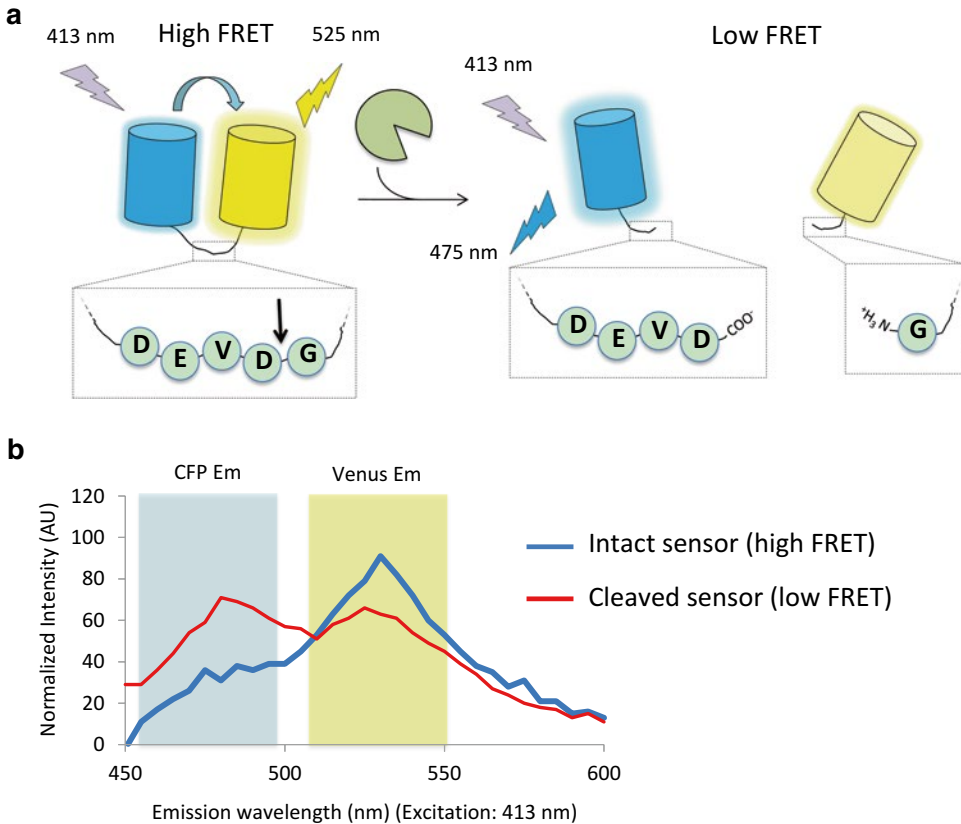 a
High FRET
Low FRET
413 nm
525 nm
413 nm
475 nm
D E V D G
D E V D COO⁻
⁺H₃N G
b
CFP Em
Venus Em
Normalized Intensity (AU)
120
100
80
60
40
20
0
450
500
550
600
Emission wavelength (nm) (Excitation: 413 nm)
Intact sensor (high FRET)
Cleaved sensor (low FRET)